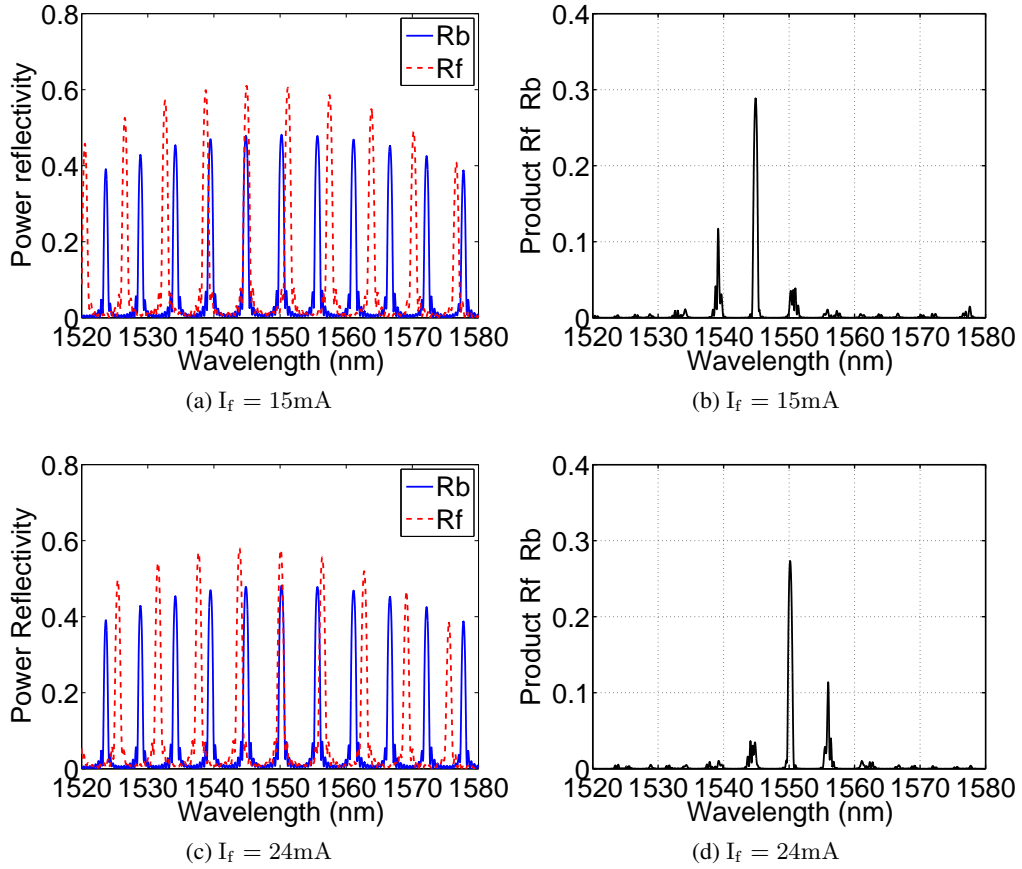 0.8
0.6
0.4
0.2
0
Power reflectivity
Rb
Rf
1520 1530 1540 1550 1560 1570 1580
Wavelength (nm)
(a) I_f = 15mA
0.4
0.3
0.2
0.1
0
Product Rf Rb
1520 1530 1540 1550 1560 1570 1580
Wavelength (nm)
(b) I_f = 15mA
0.8
0.6
0.4
0.2
0
Power Reflectivity
Rb
Rf
1520 1530 1540 1550 1560 1570 1580
Wavelength (nm)
(c) I_f = 24mA
0.4
0.3
0.2
0.1
0
Product Rf Rb
1520 1530 1540 1550 1560 1570 1580
Wavelength (nm)
(d) I_f = 24mA